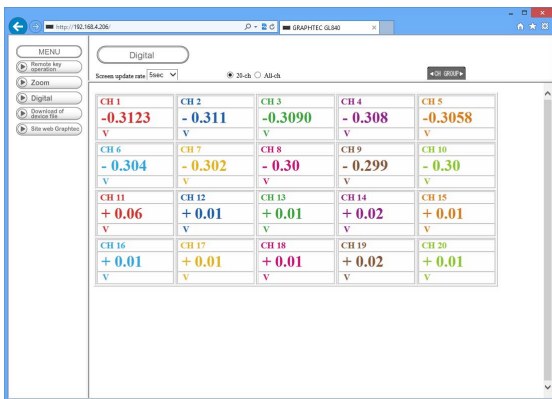 http://192.168.4.206/
GRAPHTEC GL840
MENU
Remote key operation
Zoom
Digital
Download of device file
Site web Graphtec
Digital
Screen update rate 5sec
20-ch All-ch
◄CH GROUP►
CH 1 CH 2 CH 3 CH 4 CH 5
-0.3123 - 0.311 -0.3090 - 0.308 -0.3058
V V V V V
CH 6 CH 7 CH 8 CH 9 CH 10
- 0.304 - 0.302 - 0.30 - 0.299 - 0.30
V V V V V
CH 11 CH 12 CH 13 CH 14 CH 15
+ 0.06 + 0.01 + 0.01 + 0.02 + 0.01
V V V V V
CH 16 CH 17 CH 18 CH 19 CH 20
+ 0.01 + 0.01 + 0.01 + 0.02 + 0.01
V V V V V